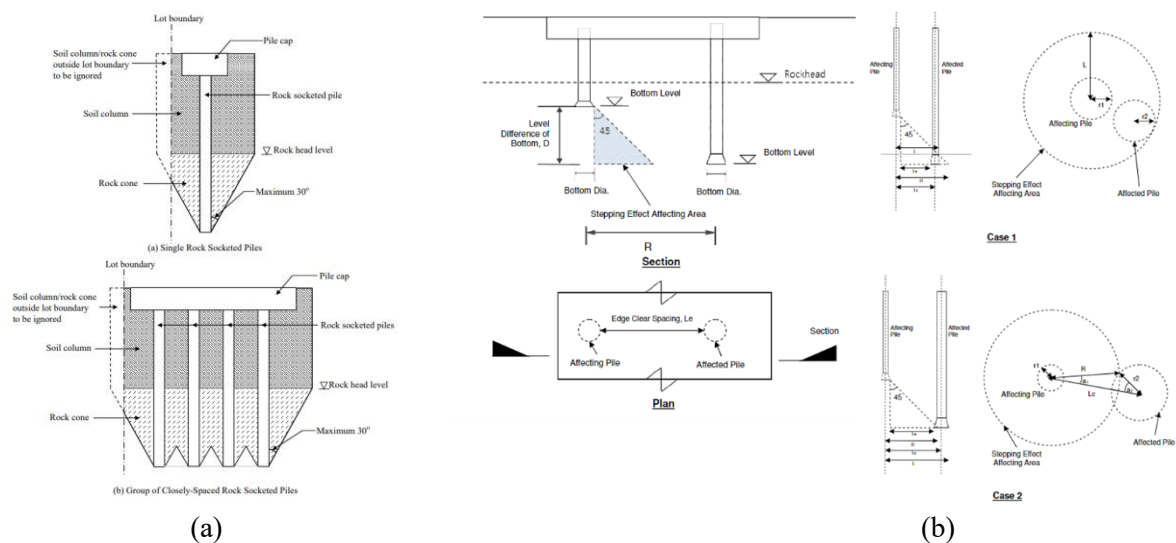 Lot boundary
Pile cap
Soil column/rock cone
outside lot boundary
to be ignored
Rock socketed pile
Soil column
Rock head level
Rock cone
Maximum 30°
(a) Single Rock Socketed Piles
Lot boundary
Pile cap
Soil column/rock cone
outside lot boundary
to be ignored
Rock socketed piles
Soil column
Rock head level
Rock cone
Maximum 30°
(b) Group of Closely-Spaced Rock Socketed Piles
(a)
Rockhead
Bottom Level
Level
Difference of
Bottom, D
45
Bottom Level
Bottom Dia.
Bottom Dia.
Stepping Effect Affecting Area
R
Section
Edge Clear Spacing, Le
Section
Affecting Pile
Affected Pile
Plan
Affecting Pile
Affected Pile
45
L
L
r1
r2
Affecting Pile
Stepping Effect
Affecting Area
Affected Pile
Case 1
Affecting Pile
Affected Pile
45
R
L
r1
R
r2
Affecting Pile
Affected Pile
Stepping Effect
Affecting Area
Case 2
(b)